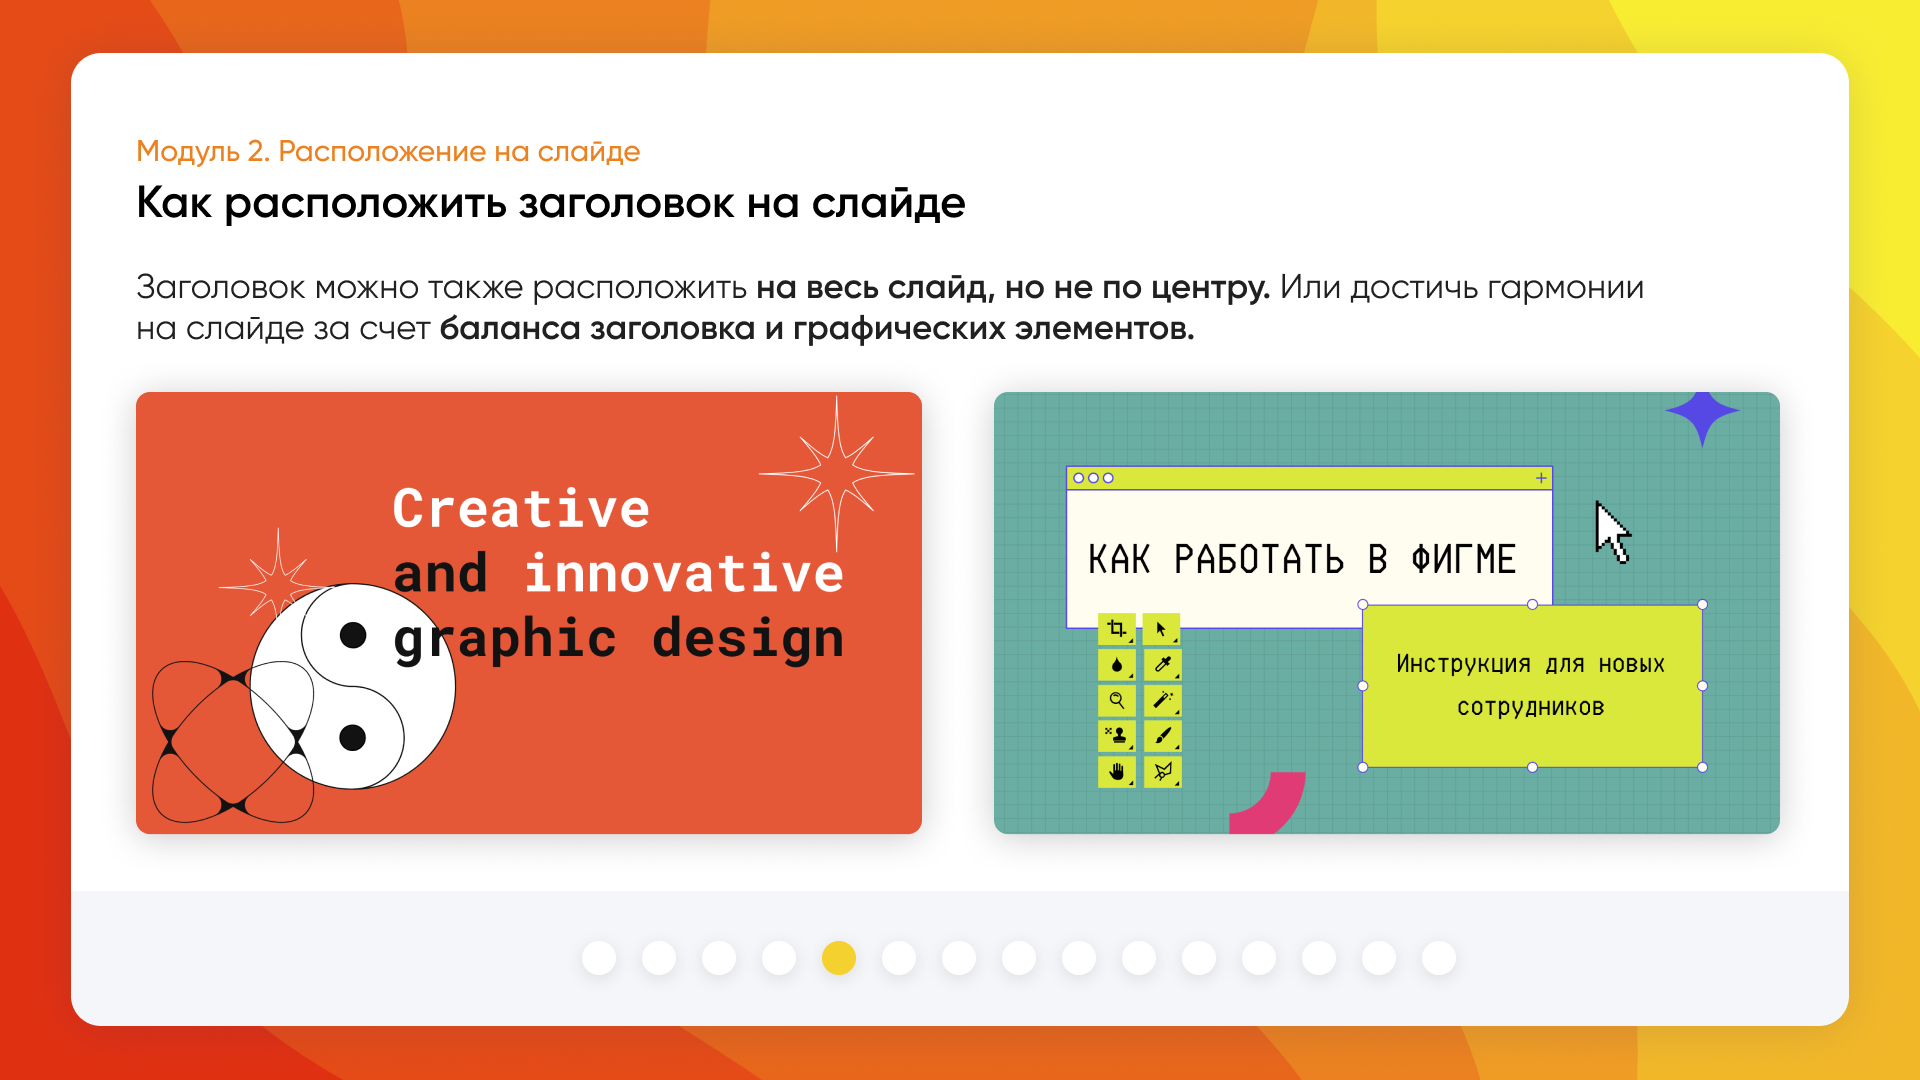 Модуль 2. Расположение на слайде
Как расположить заголовок на слайде
Заголовок можно также расположить на весь слайд, но не по центру. Или достичь гармонии
на слайде за счет баланса заголовка и графических элементов.
Creative
and innovative
graphic design
КАК РАБОТАТЬ В ФИГМЕ
Инструкция для новых
сотрудников